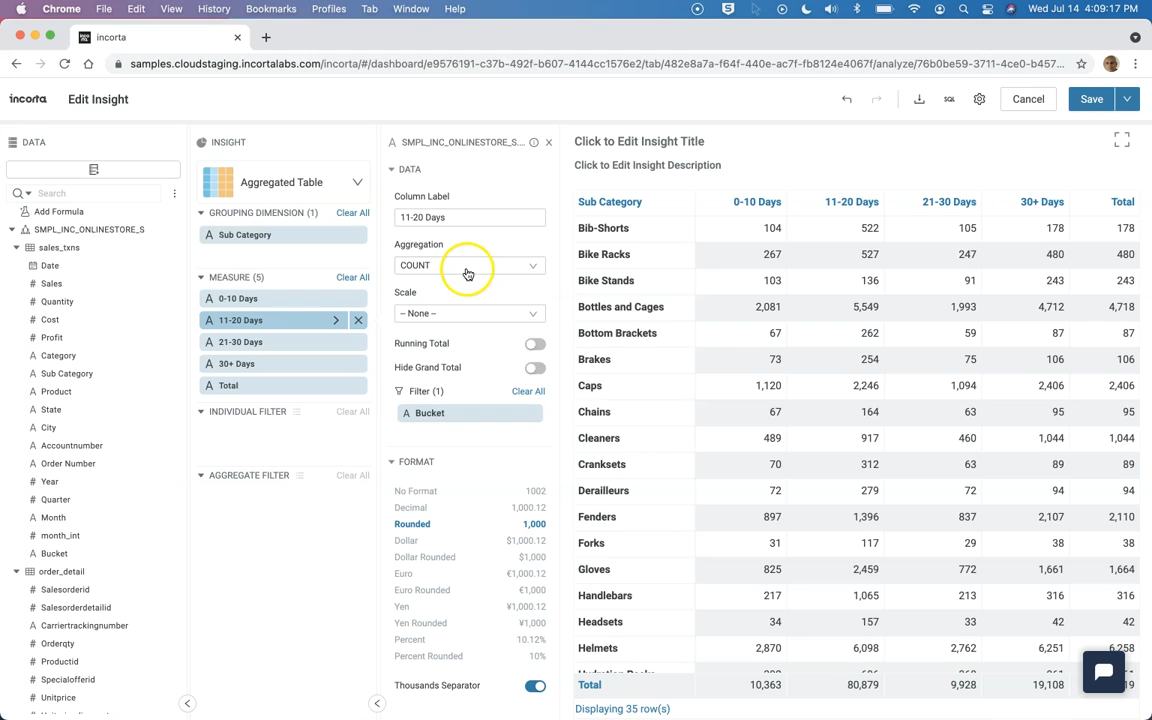 Chrome File Edit View History Bookmarks Profiles Tab Window Help Wed Jul 14 4:09:17 PM
incorta
samples.cloudstaging.incortalabs.com/incorta/#/dashboard/e9576191-c37b-492f-b607-4144cc1576e2/tab/482e8a7a-f64f-440e-ac7f-fb8124e4067f/analyze/76b0be59-3711-4ce0-b457...
incorta Edit Insight SQL Cancel Save
DATA
Search
Add Formula
SMPL_INC_ONLINESTORE_S
sales_txns
Date
# Sales
# Quantity
# Cost
# Profit
A Category
A Sub Category
A Product
A State
A City
A Accountnumber
A Order Number
# Year
# Quarter
A Month
# month_int
A Bucket
order_detail
# Salesorderid
# Salesorderdetailid
A Carriertrackingnumber
# Orderqty
# Productid
# Specialofferid
# Unitprice
INSIGHT
Aggregated Table
GROUPING DIMENSION (1) Clear All
A Sub Category
MEASURE (5) Clear All
A 0-10 Days
A 11-20 Days
A 21-30 Days
A 30+ Days
A Total
INDIVIDUAL FILTER Clear All
AGGREGATE FILTER Clear All
A SMPL_INC_ONLINESTORE_S....
DATA
Column Label
11-20 Days
Aggregation
COUNT
Scale
-- None --
Running Total
Hide Grand Total
Filter (1) Clear All
A Bucket
FORMAT
No Format 1002
Decimal 1,000.12
Rounded 1,000
Dollar $1,000.12
Dollar Rounded $1,000
Euro €1,000.12
Euro Rounded €1,000
Yen ¥1,000.12
Yen Rounded ¥1,000
Percent 10.12%
Percent Rounded 10%
Thousands Separator
Click to Edit Insight Title
Click to Edit Insight Description
Sub Category 0-10 Days 11-20 Days 21-30 Days 30+ Days Total
Bib-Shorts 104 522 105 178 178
Bike Racks 267 527 247 480 480
Bike Stands 103 136 91 243 243
Bottles and Cages 2,081 5,549 1,993 4,712 4,718
Bottom Brackets 67 262 59 87 87
Brakes 73 254 75 106 106
Caps 1,120 2,246 1,094 2,406 2,406
Chains 67 164 63 95 95
Cleaners 489 917 460 1,044 1,044
Cranksets 70 312 63 89 89
Derailleurs 72 279 72 94 94
Fenders 897 1,396 837 2,107 2,110
Forks 31 117 29 38 38
Gloves 825 2,459 772 1,661 1,664
Handlebars 217 1,065 213 316 316
Headsets 34 157 33 42 42
Helmets 2,870 6,098 2,762 6,251 6,258
Total 10,363 80,879 9,928 19,108
Displaying 35 row(s)